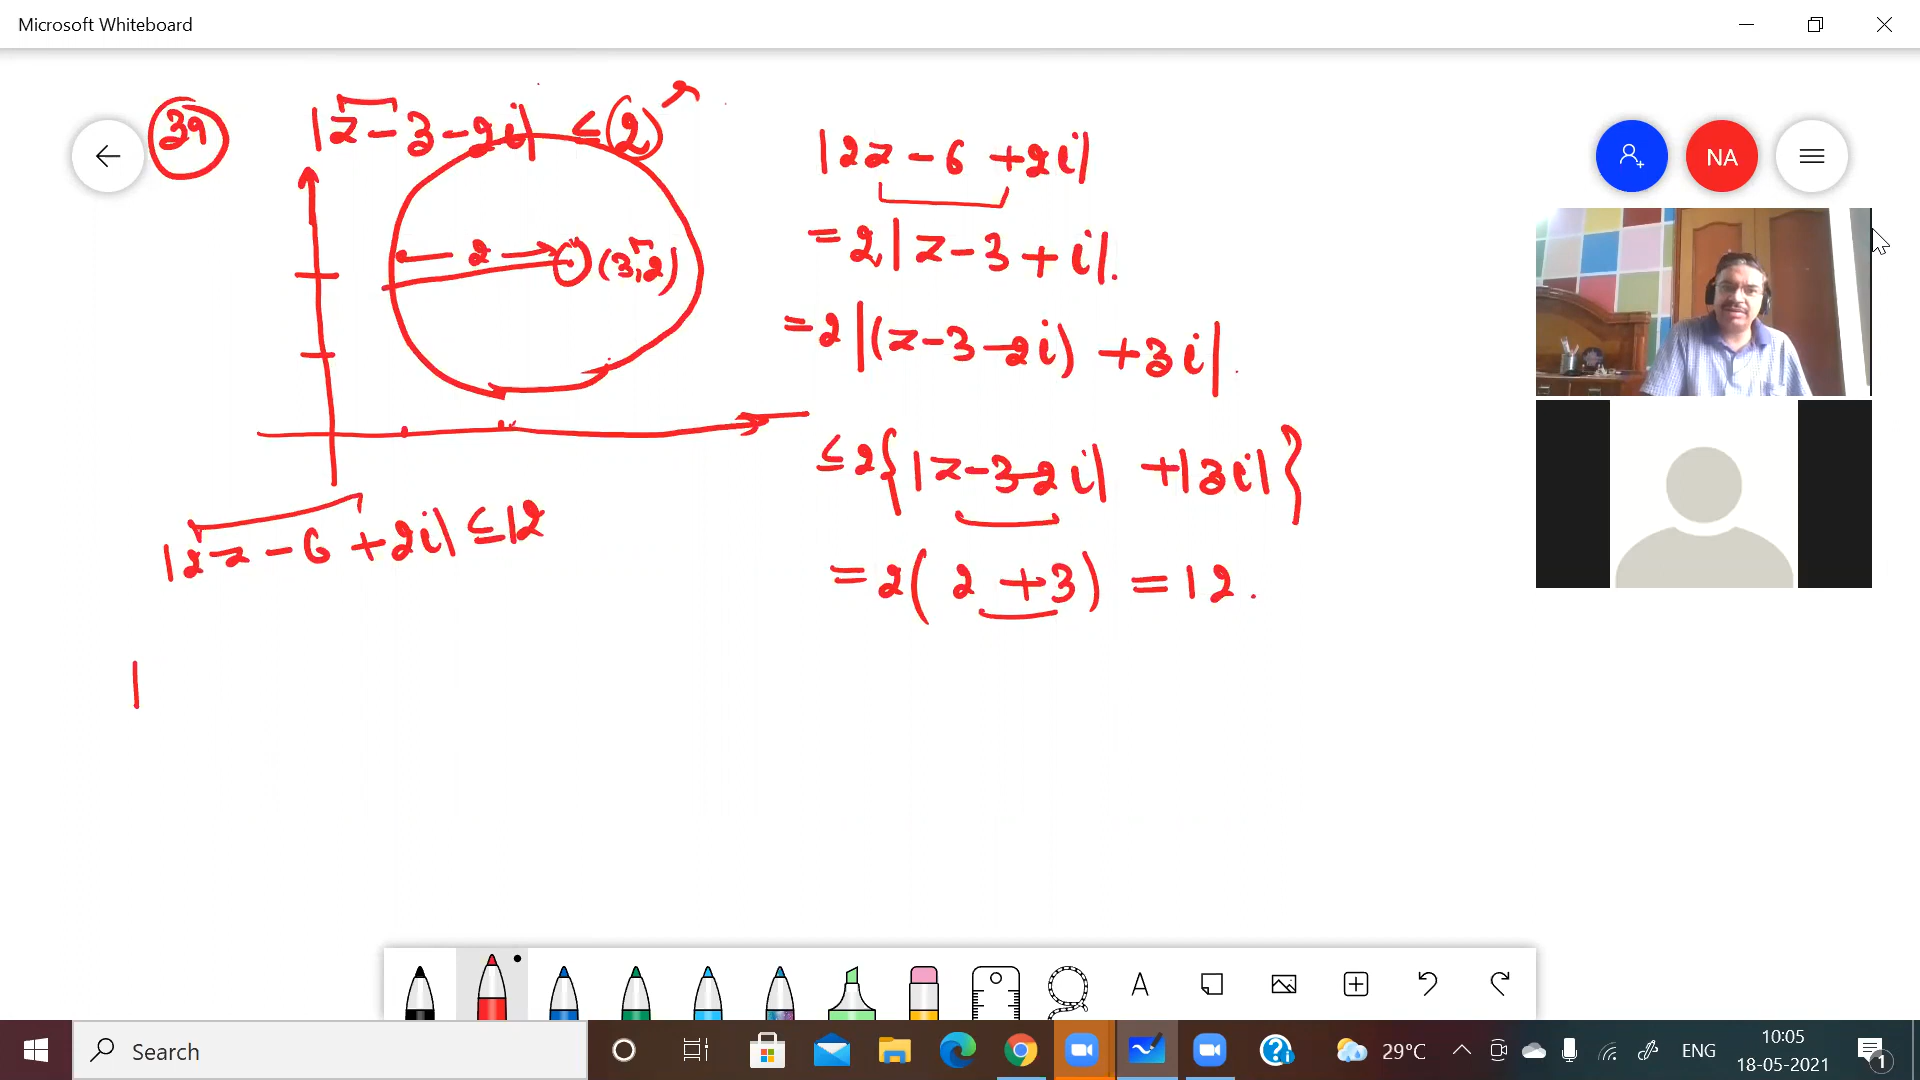 Microsoft Whiteboard
39
|z-3-2i| ≤ 2
2
(3,2)
|2z-6+2i| ≤ 12
|
|2z-6+2i|
=2|z-3+i|.
=2|(z-3-2i)+3i|.
≤2{|z-3-2i|+|3i|}
=2(2+3)=12.
NA
A
Search
29°C
ENG
10:05
18-05-2021
1